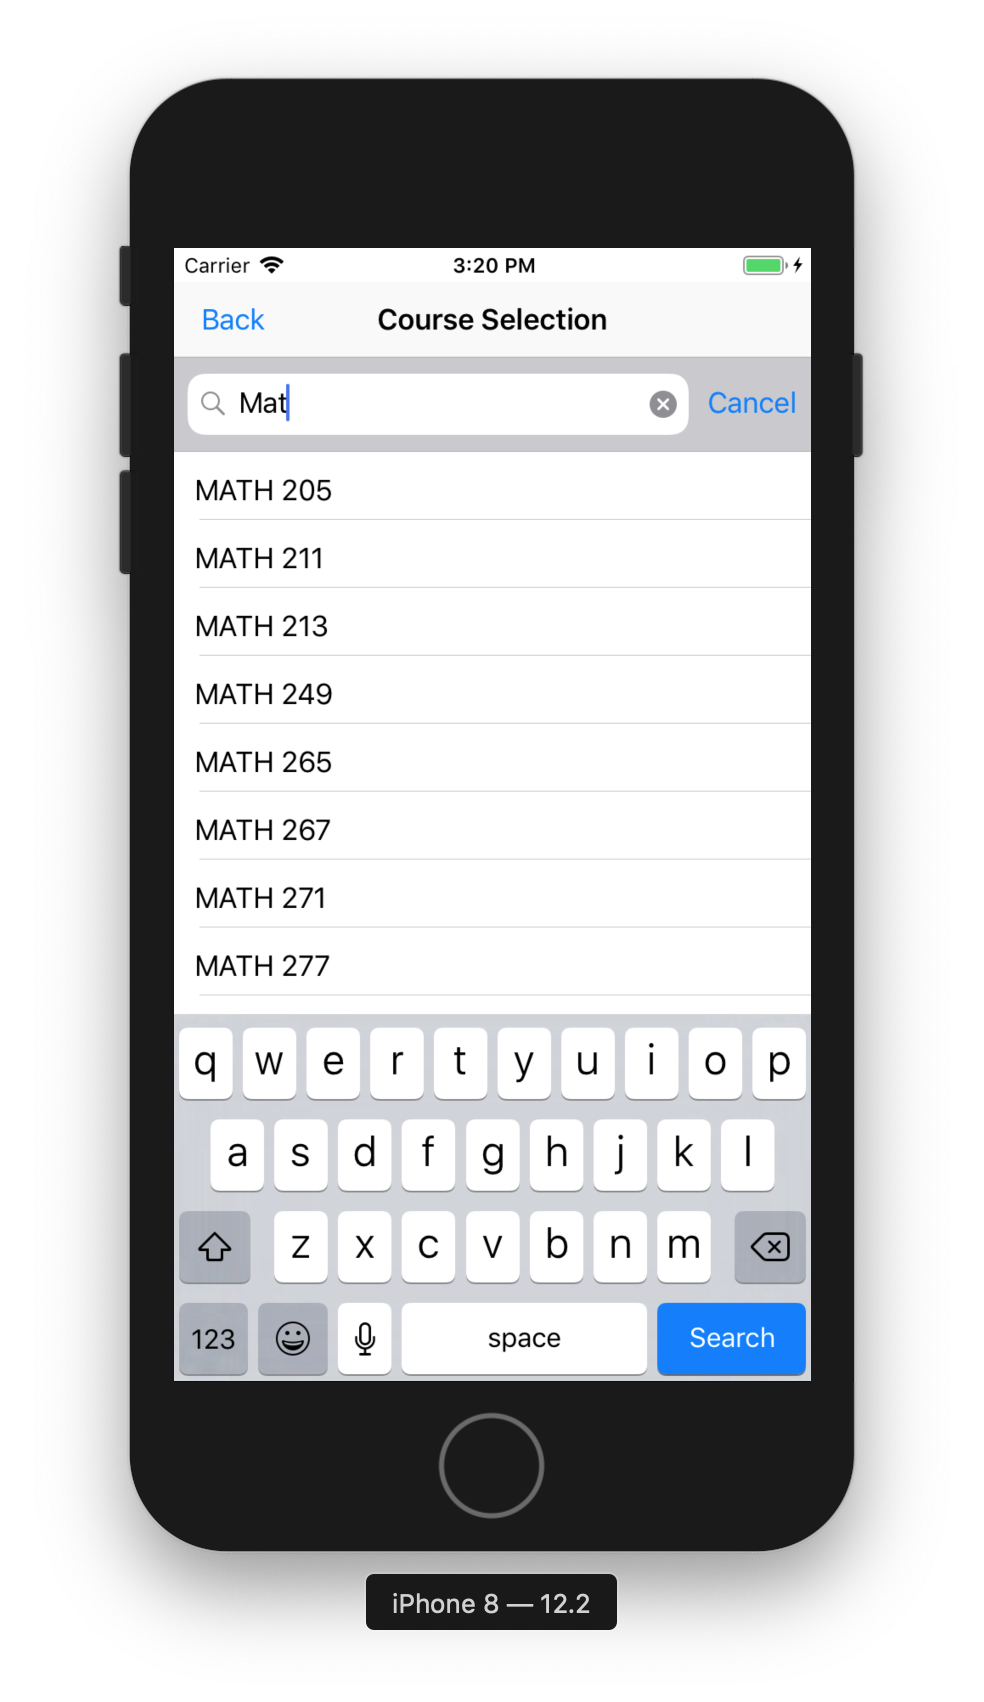 Carrier 3:20 PM
Back Course Selection
Mat Cancel
MATH 205
MATH 211
MATH 213
MATH 249
MATH 265
MATH 267
MATH 271
MATH 277
q w e r t y u i o p
a s d f g h j k l
z x c v b n m
123 space Search
iPhone 8 — 12.2